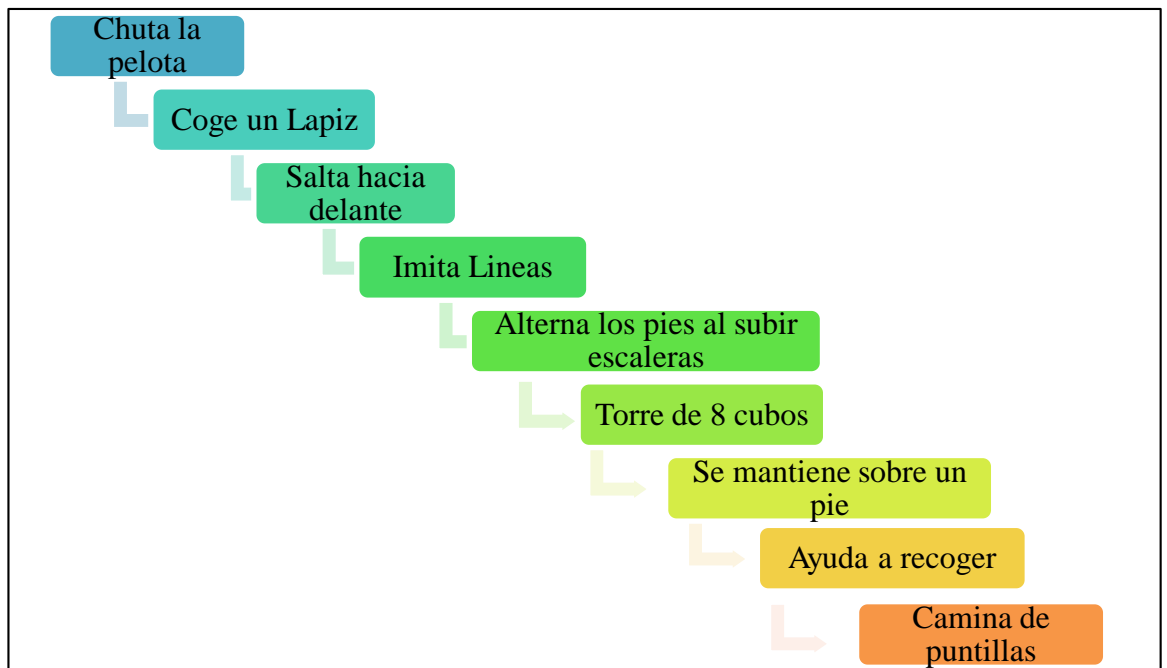 Chuta la
pelota
Coge un Lapiz
Salta hacia
delante
Imita Lineas
Alterna los pies al subir
escaleras
Torre de 8 cubos
Se mantiene sobre un
pie
Ayuda a recoger
Camina de
puntillas